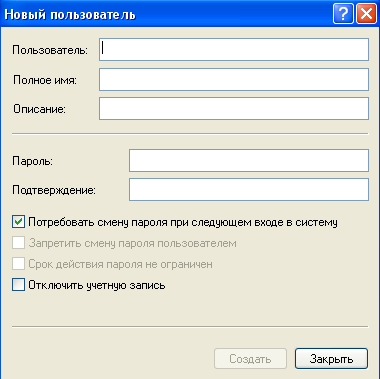 Новый пользователь
Пользователь:
Полное имя:
Описание:
Пароль:
Подтверждение:
Потребовать смену пароля при следующем входе в систему
Запретить смену пароля пользователем
Срок действия пароля не ограничен
Отключить учетную запись
Создать Закрыть